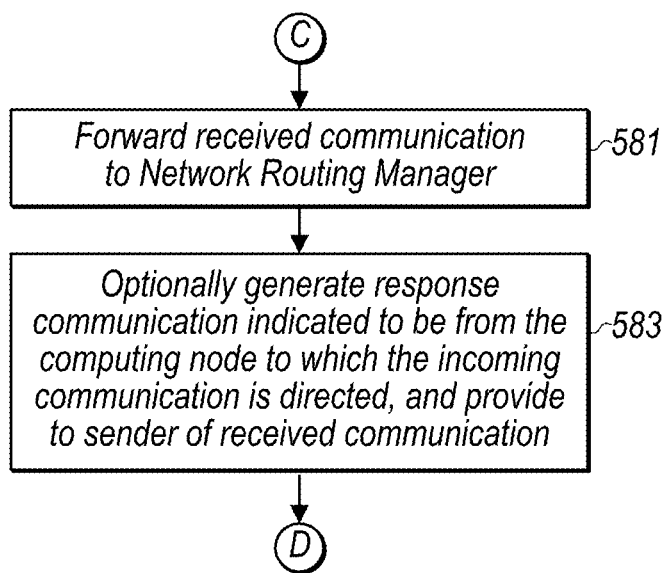 C
Forward received communication
to Network Routing Manager
581
Optionally generate response
communication indicated to be from the
computing node to which the incoming
communication is directed, and provide
to sender of received communication
583
D